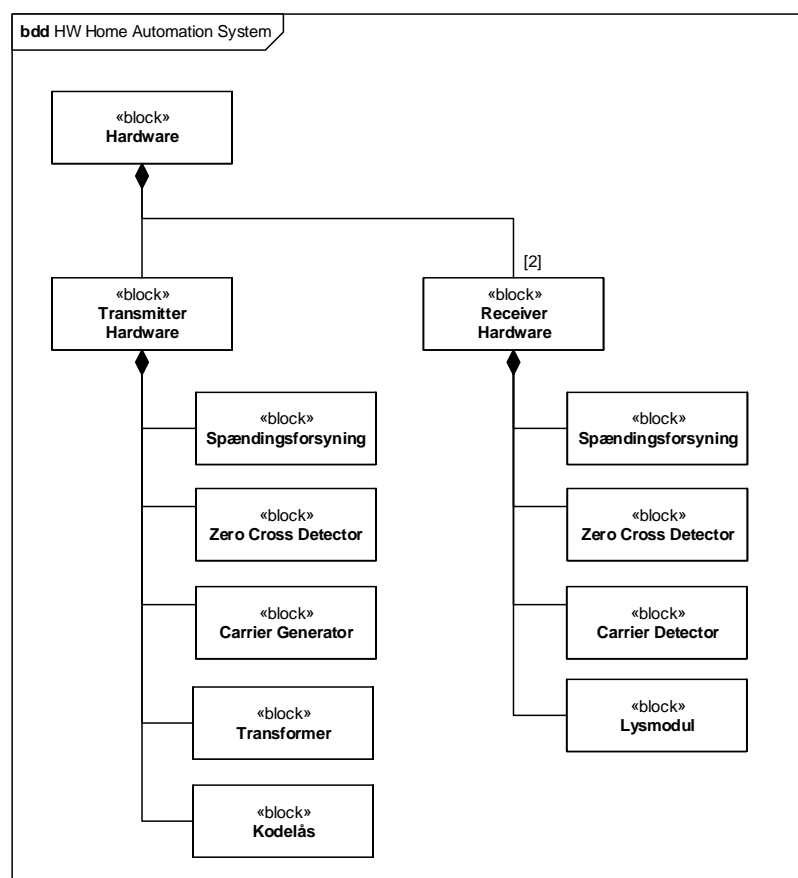 bdd HW Home Automation System
«block»
Hardware
[2]
«block»
Transmitter
Hardware
«block»
Receiver
Hardware
«block»
Spændingsforsyning
«block»
Zero Cross Detector
«block»
Carrier Generator
«block»
Transformer
«block»
Kodelås
«block»
Spændingsforsyning
«block»
Zero Cross Detector
«block»
Carrier Detector
«block»
Lysmodul